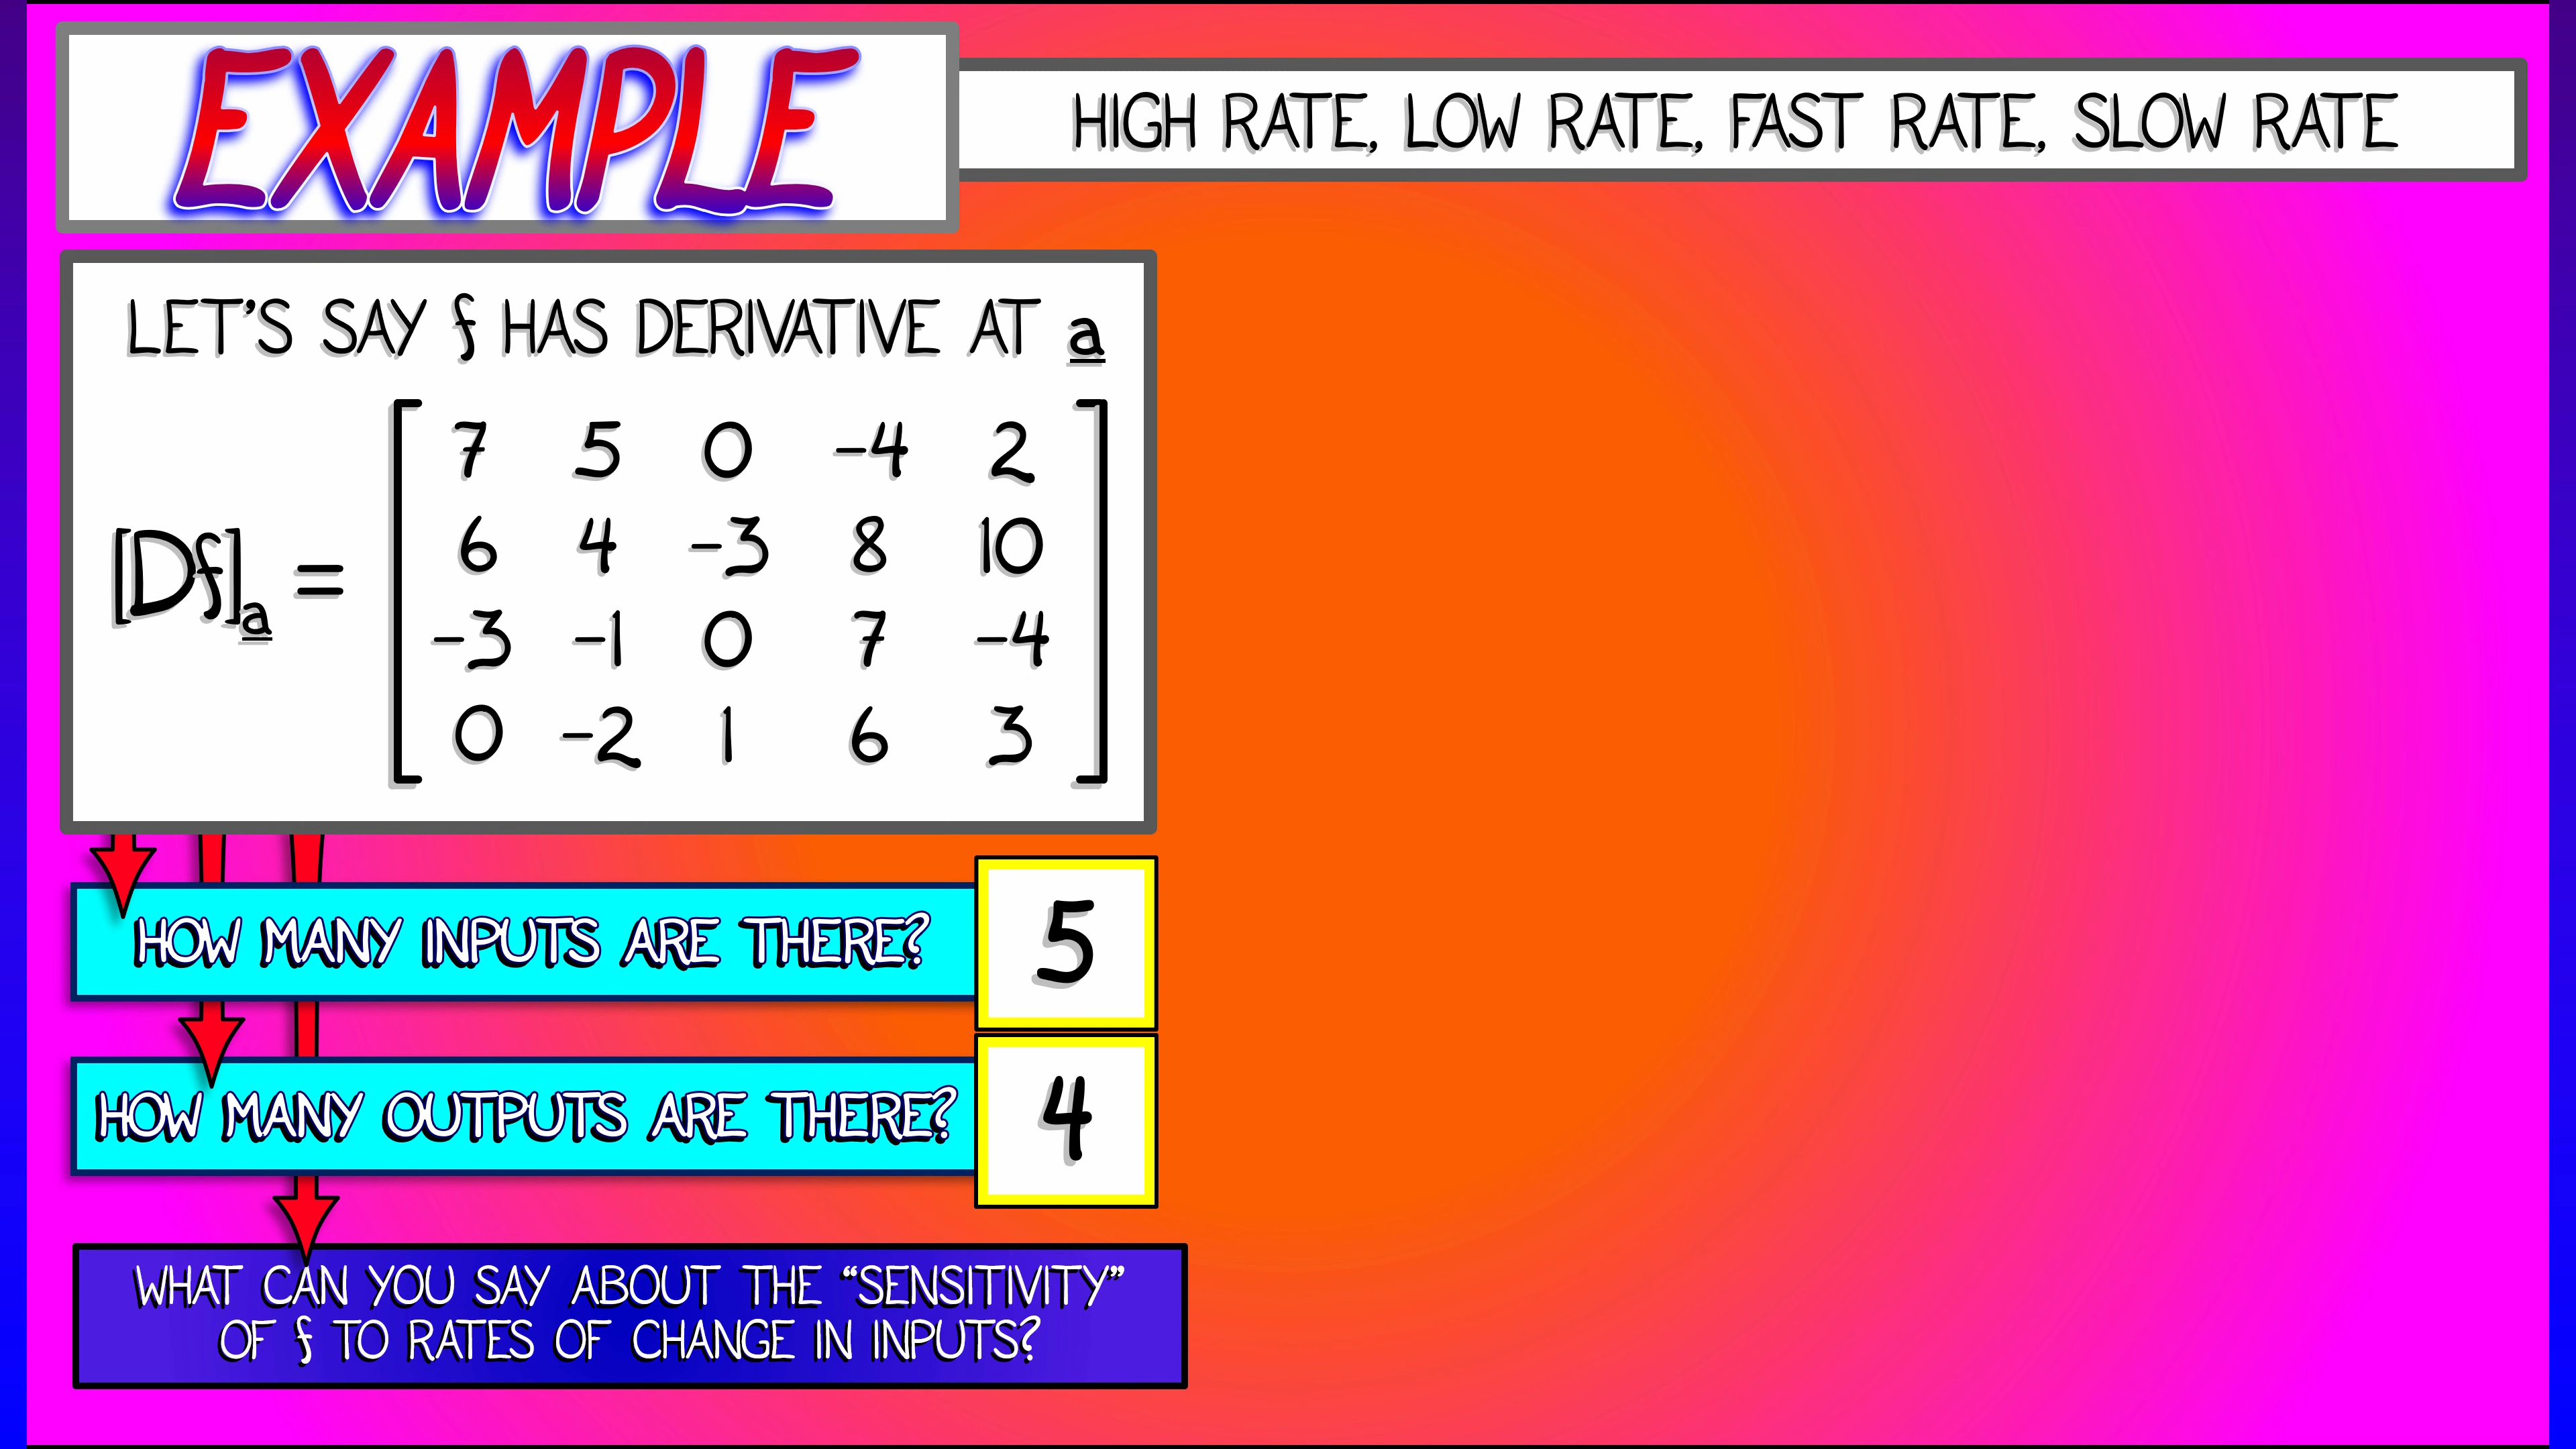 EXAMPLE
HIGH RATE, LOW RATE, FAST RATE, SLOW RATE
LET'S SAY f HAS DERIVATIVE AT a
[Df]a =
7 5 0 -4 2
6 4 -3 8 10
-3 -1 0 7 -4
0 -2 1 6 3
HOW MANY INPUTS ARE THERE? 5
HOW MANY OUTPUTS ARE THERE? 4
WHAT CAN YOU SAY ABOUT THE “SENSITIVITY”
OF f TO RATES OF CHANGE IN INPUTS?